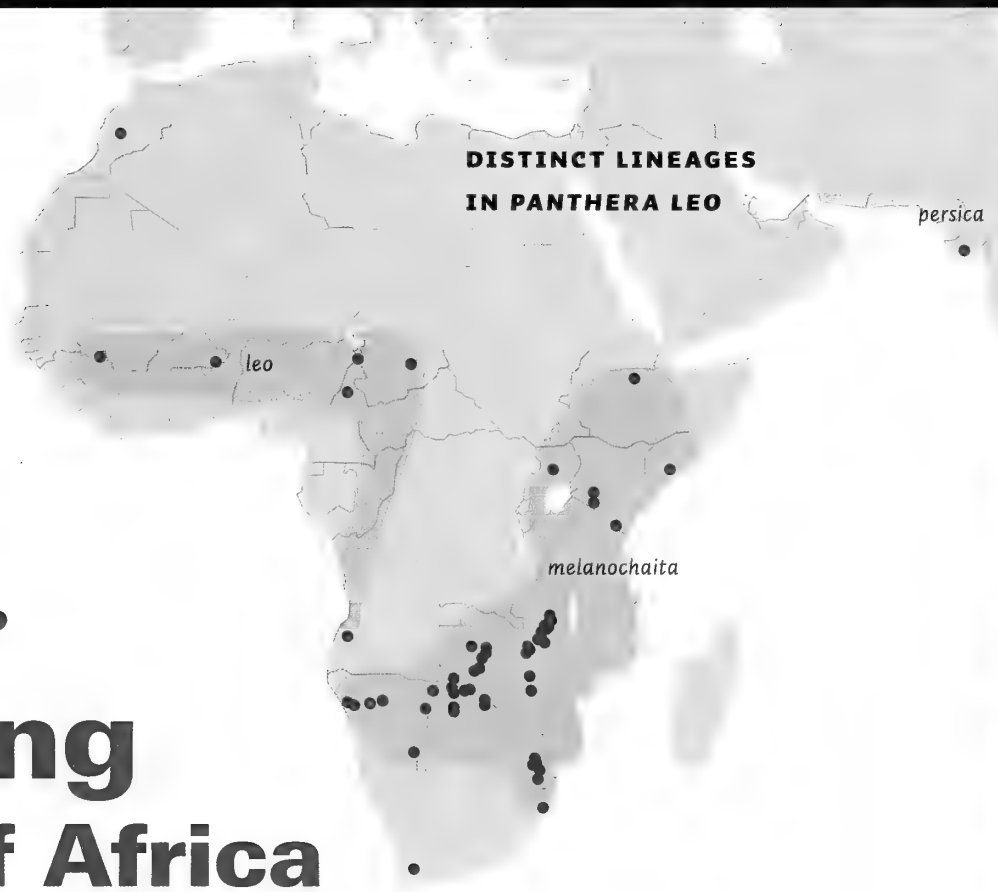 DISTINCT LINEAGES
IN PANTHERA LEO
persica
leo
melanochaita
ng
f Africa